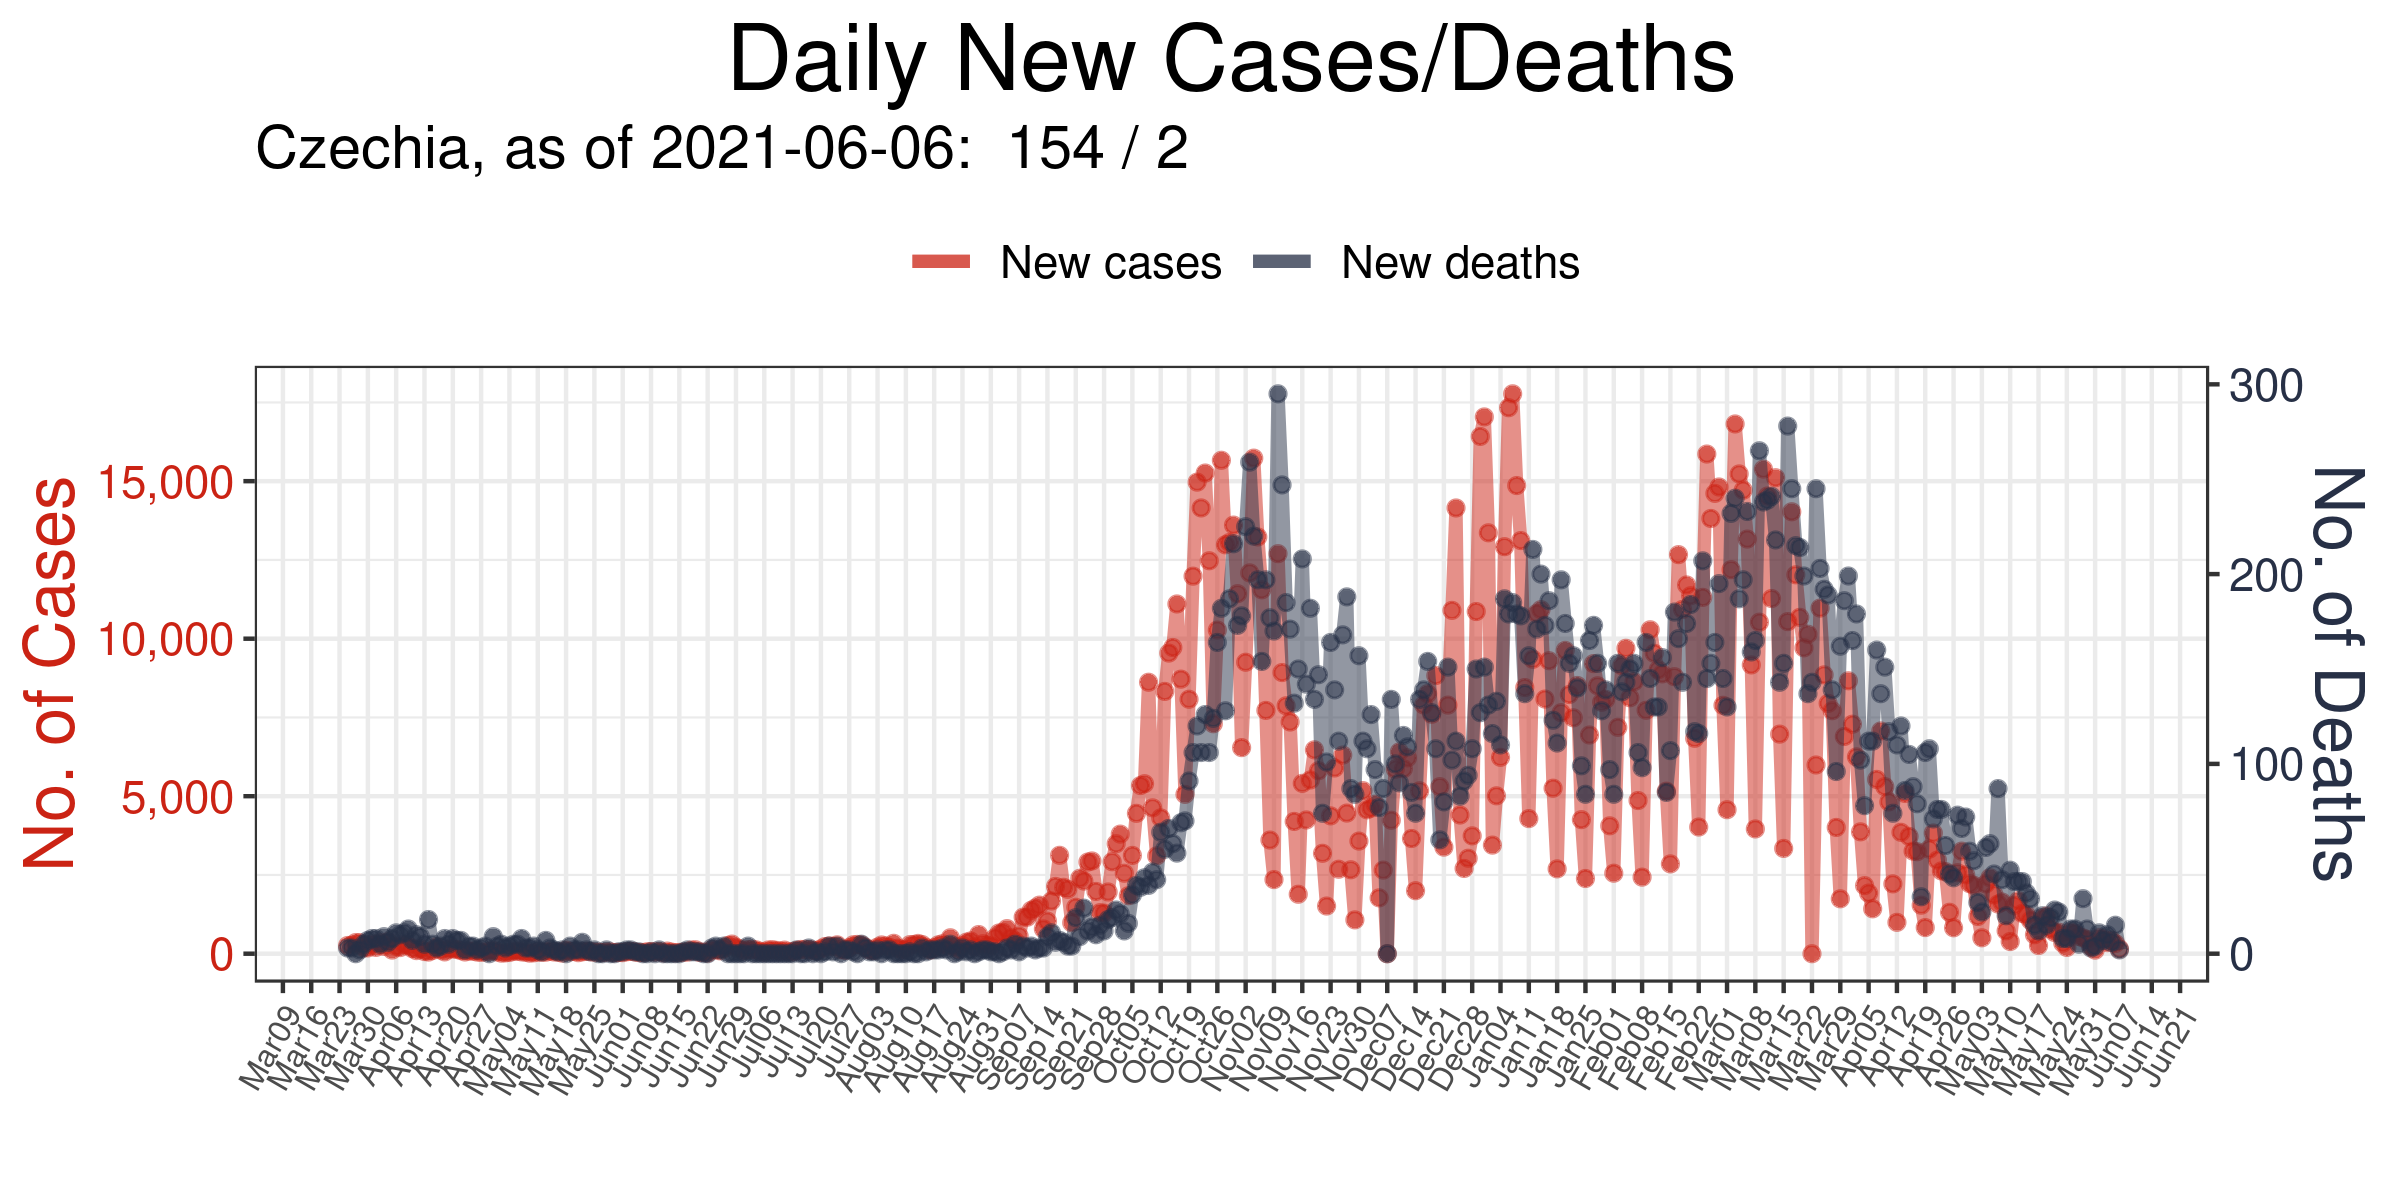 Daily New Cases/Deaths
Czechia, as of 2021-06-06:  154 / 2
New cases
New deaths
No. of Cases
15,000
10,000
5,000
0
300
200
100
0
No. of Deaths
Mar09
Mar16
Mar23
Mar30
Apr06
Apr13
Apr20
Apr27
May04
May11
May18
May25
Jun01
Jun08
Jun15
Jun22
Jun29
Jul06
Jul13
Jul20
Jul27
Aug03
Aug10
Aug17
Aug24
Aug31
Sep07
Sep14
Sep21
Sep28
Oct05
Oct12
Oct19
Oct26
Nov02
Nov09
Nov16
Nov23
Nov30
Dec07
Dec14
Dec21
Dec28
Jan04
Jan11
Jan18
Jan25
Feb01
Feb08
Feb15
Feb22
Mar01
Mar08
Mar15
Mar22
Mar29
Apr05
Apr12
Apr19
Apr26
May03
May10
May17
May24
May31
Jun07
Jun14
Jun21